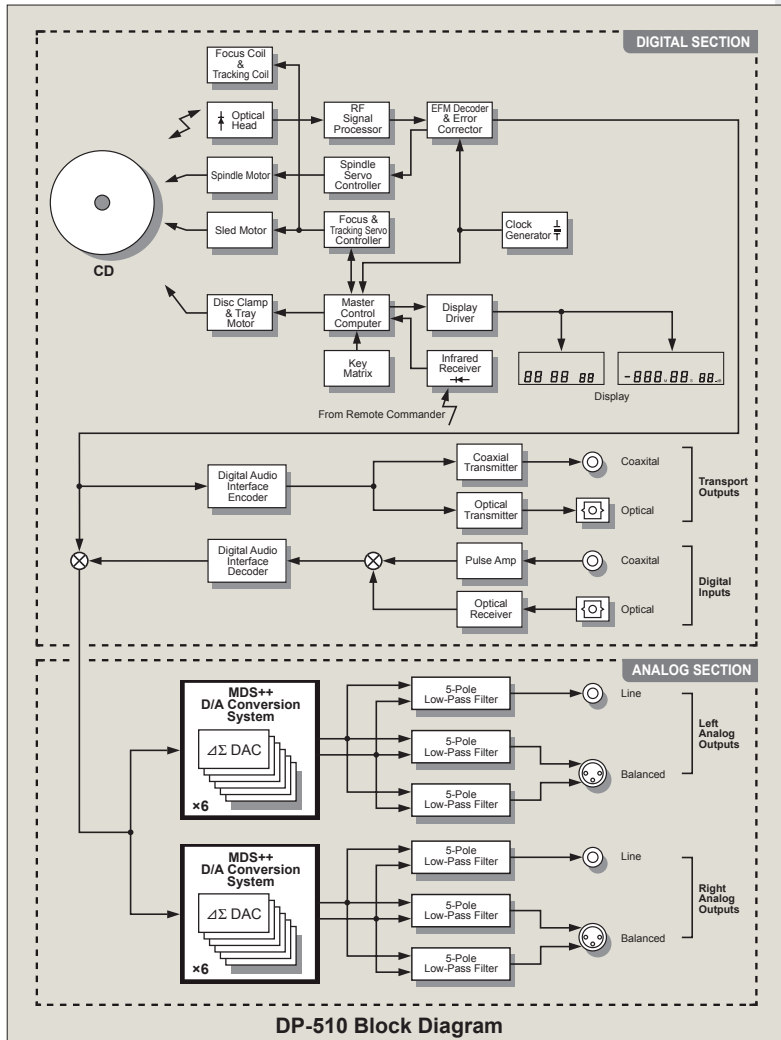 DIGITAL SECTION
Focus Coil
&
Tracking Coil
Optical
Head
RF
Signal
Processor
EFM Decoder
& Error
Corrector
Spindle Motor
Spindle
Servo
Controller
Sled Motor
Focus &
Tracking Servo
Controller
Clock
Generator
CD
Disc Clamp
& Tray
Motor
Master
Control
Computer
Display
Driver
Key
Matrix
Infrared
Receiver
88 88 88
-888 88 88
Display
From Remote Commander
Digital Audio
Interface
Encoder
Coaxial
Transmitter
Coaxital
Optical
Transmitter
Optical
Transport
Outputs
Digital Audio
Interface
Decoder
Pulse Amp
Coaxital
Optical
Receiver
Optical
Digital
Inputs
ANALOG SECTION
MDS++
D/A Conversion
System
ΔΣ DAC
×6
5-Pole
Low-Pass Filter
Line
5-Pole
Low-Pass Filter
5-Pole
Low-Pass Filter
Balanced
Left
Analog
Outputs
MDS++
D/A Conversion
System
ΔΣ DAC
×6
5-Pole
Low-Pass Filter
Line
5-Pole
Low-Pass Filter
5-Pole
Low-Pass Filter
Balanced
Right
Analog
Outputs
DP-510 Block Diagram